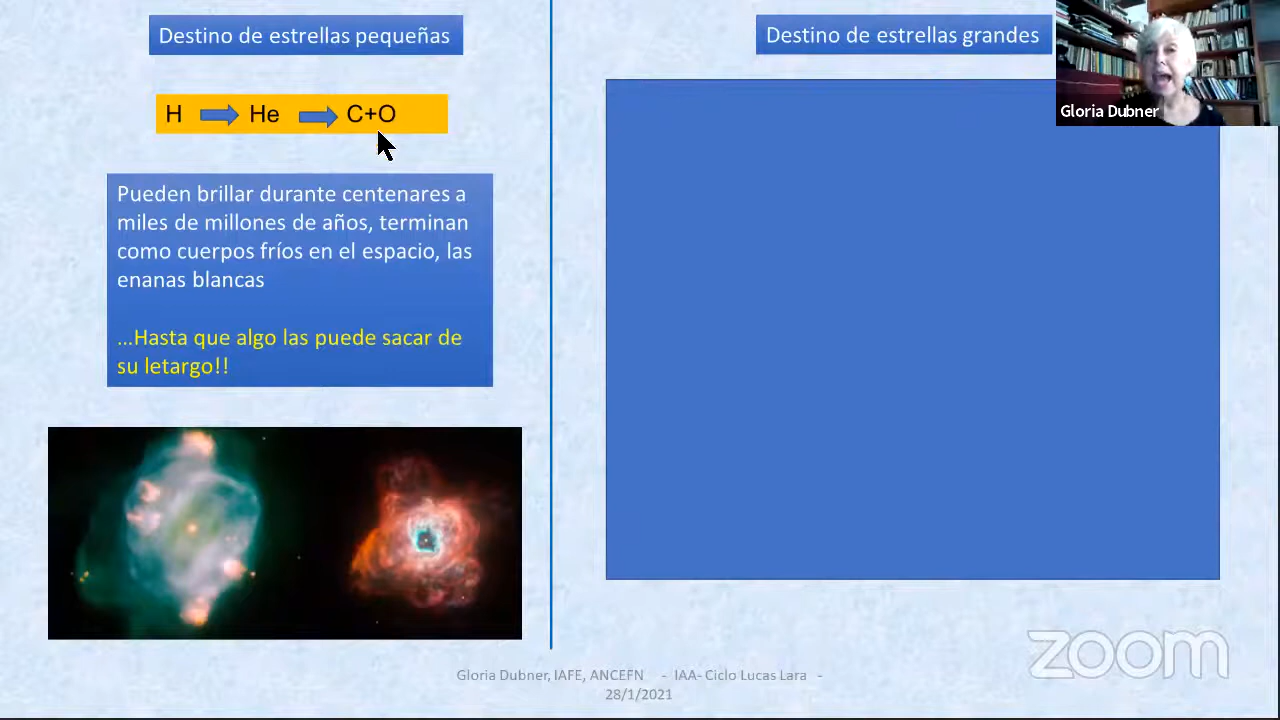 Destino de estrellas pequeñas
H He C+O
Pueden brillar durante centenares a
miles de millones de años, terminan
como cuerpos fríos en el espacio, las
enanas blancas
...Hasta que algo las puede sacar de
su letargo!!
Destino de estrellas grandes
Gloria Dubner
Gloria Dubner, IAFE, ANCEFN - IAA- Ciclo Lucas Lara -
28/1/2021
zoom